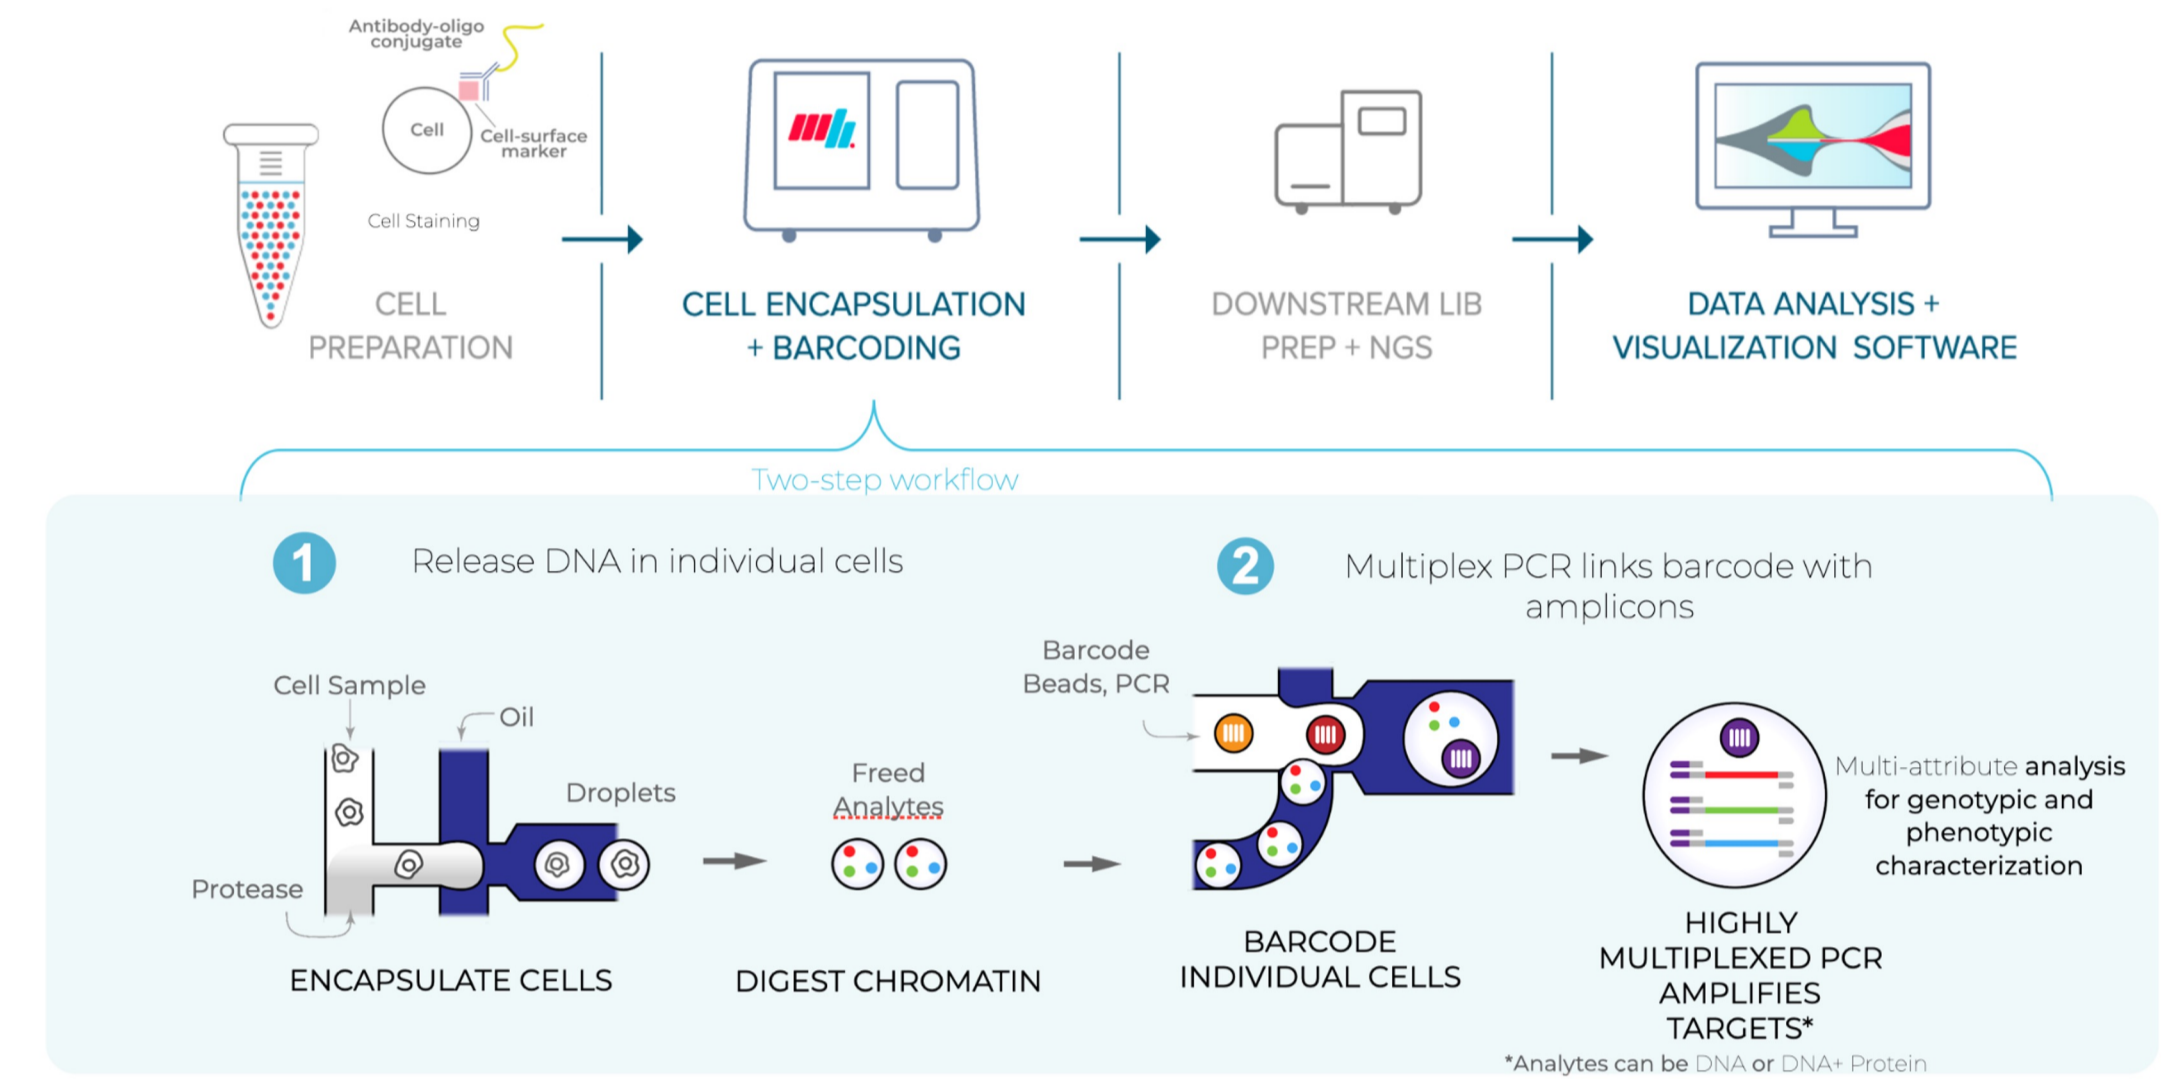 Antibody-oligo
conjugate
Cell
Cell-surface
marker
Cell Staining
CELL
PREPARATION
CELL ENCAPSULATION
+ BARCODING
DOWNSTREAM LIB
PREP + NGS
DATA ANALYSIS +
VISUALIZATION SOFTWARE
Two-step workflow
1
Release DNA in individual cells
2
Multiplex PCR links barcode with
amplicons
Cell Sample
Oil
Droplets
Protease
ENCAPSULATE CELLS
Freed
Analytes
DIGEST CHROMATIN
Barcode
Beads, PCR
BARCODE
INDIVIDUAL CELLS
Multi-attribute analysis
for genotypic and
phenotypic
characterization
HIGHLY
MULTIPLEXED PCR
AMPLIFIES
TARGETS*
*Analytes can be DNA or DNA+ Protein